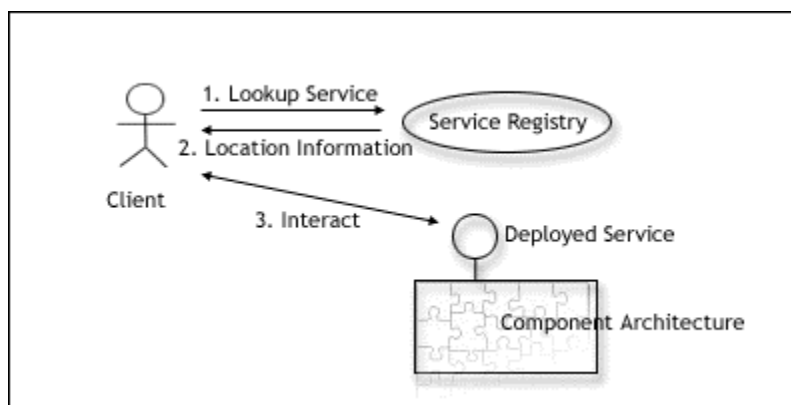 1. Lookup Service
Service Registry
2. Location Information
Client
3. Interact
Deployed Service
Component Architecture